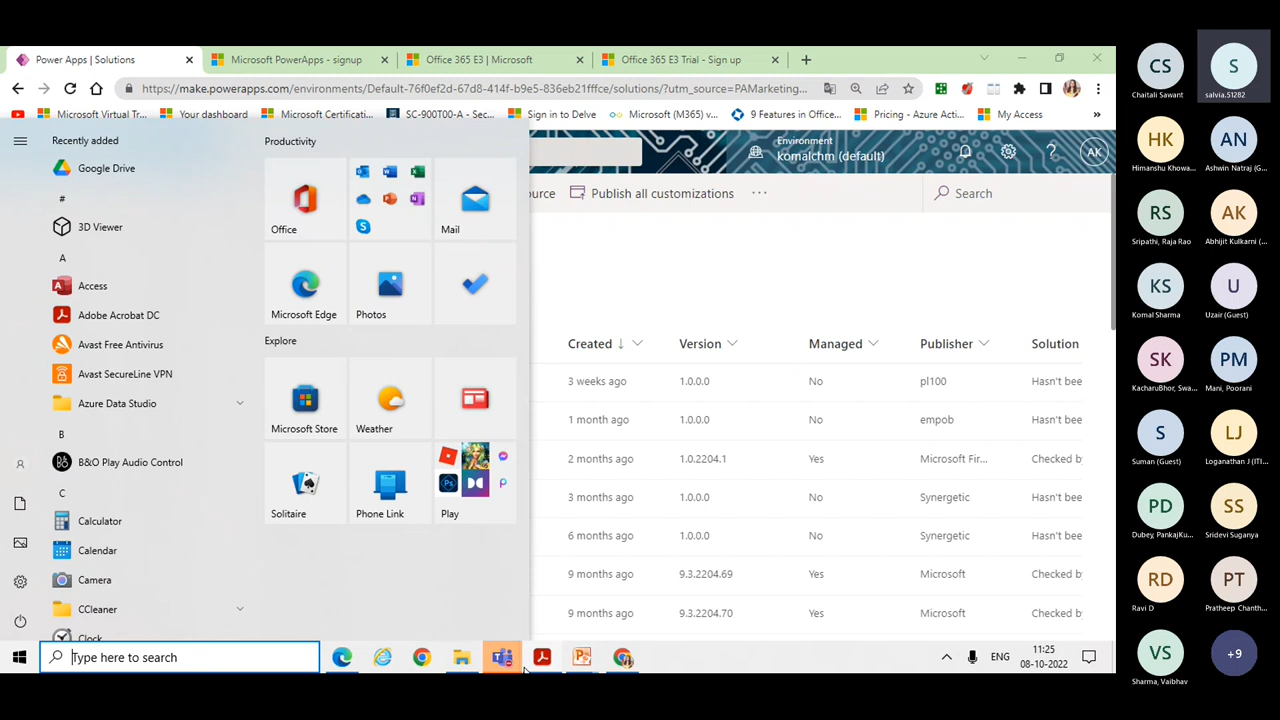 Power Apps | Solutions
Microsoft PowerApps - signup
Office 365 E3 | Microsoft
Office 365 E3 Trial - Sign up
https://make.powerapps.com/environments/default-76f0ef2d-67d8-414f-b9e5-836eb21fffce/solutions/?utm_source=PAMarketing...
Microsoft Virtual Tr...
Your dashboard
Microsoft Certificati...
SC-900T00-A - Sec...
Sign in to Delve
Microsoft (M365) v...
9 Features in Office...
Pricing - Azure Acti...
My Access
Environment
komalchm (default)
AK
ource
Publish all customizations
Search
Created
Version
Managed
Publisher
Solution
3 weeks ago 1.0.0.0 No pl100 Hasn't bee
1 month ago 1.0.0.0 No empob Hasn't bee
2 months ago 1.0.2204.1 Yes Microsoft Fir... Checked by
3 months ago 1.0.0.0 No Synergetic Hasn't bee
6 months ago 1.0.0.0 No Synergetic Hasn't bee
9 months ago 9.3.2204.69 Yes Microsoft Checked by
9 months ago 9.3.2204.70 Yes Microsoft Checked by
Recently added
Google Drive
#
3D Viewer
A
Access
Adobe Acrobat DC
Avast Free Antivirus
Avast SecureLine VPN
Azure Data Studio
B
B&O Play Audio Control
C
Calculator
Calendar
Camera
CCleaner
Clock
Productivity
Office
Mail
Microsoft Edge
Photos
Explore
Microsoft Store
Weather
Solitaire
Phone Link
Play
Type here to search
ENG
11:25
08-10-2022
CS
Chaitali Sawant
S
salvia.51282
HK
Himanshu Khowa...
AN
Ashwin Natraj (G...
RS
Sripathi, Raja Rao
AK
Abhijit Kulkarni (...
KS
Komal Sharma
U
Uzair (Guest)
SK
KacharuBhor, Swa...
PM
Mani, Poorani
S
Suman (Guest)
LJ
Loganathan J (ITI...
PD
Dubey, PankajKu...
SS
Sridevi Suganya
RD
Ravi D
PT
Pratheep Chanth...
VS
Sharma, Vaibhav
+9